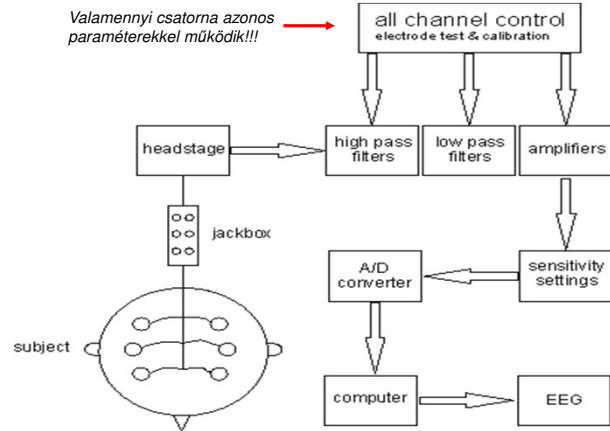 Valamennyi csatorna azonos
paraméterekkel működik!!!
all channel control
electrode test & calibration
headstage
high pass
filters
low pass
filters
amplifiers
jackbox
A/D
converter
sensitivity
settings
subject
computer
EEG